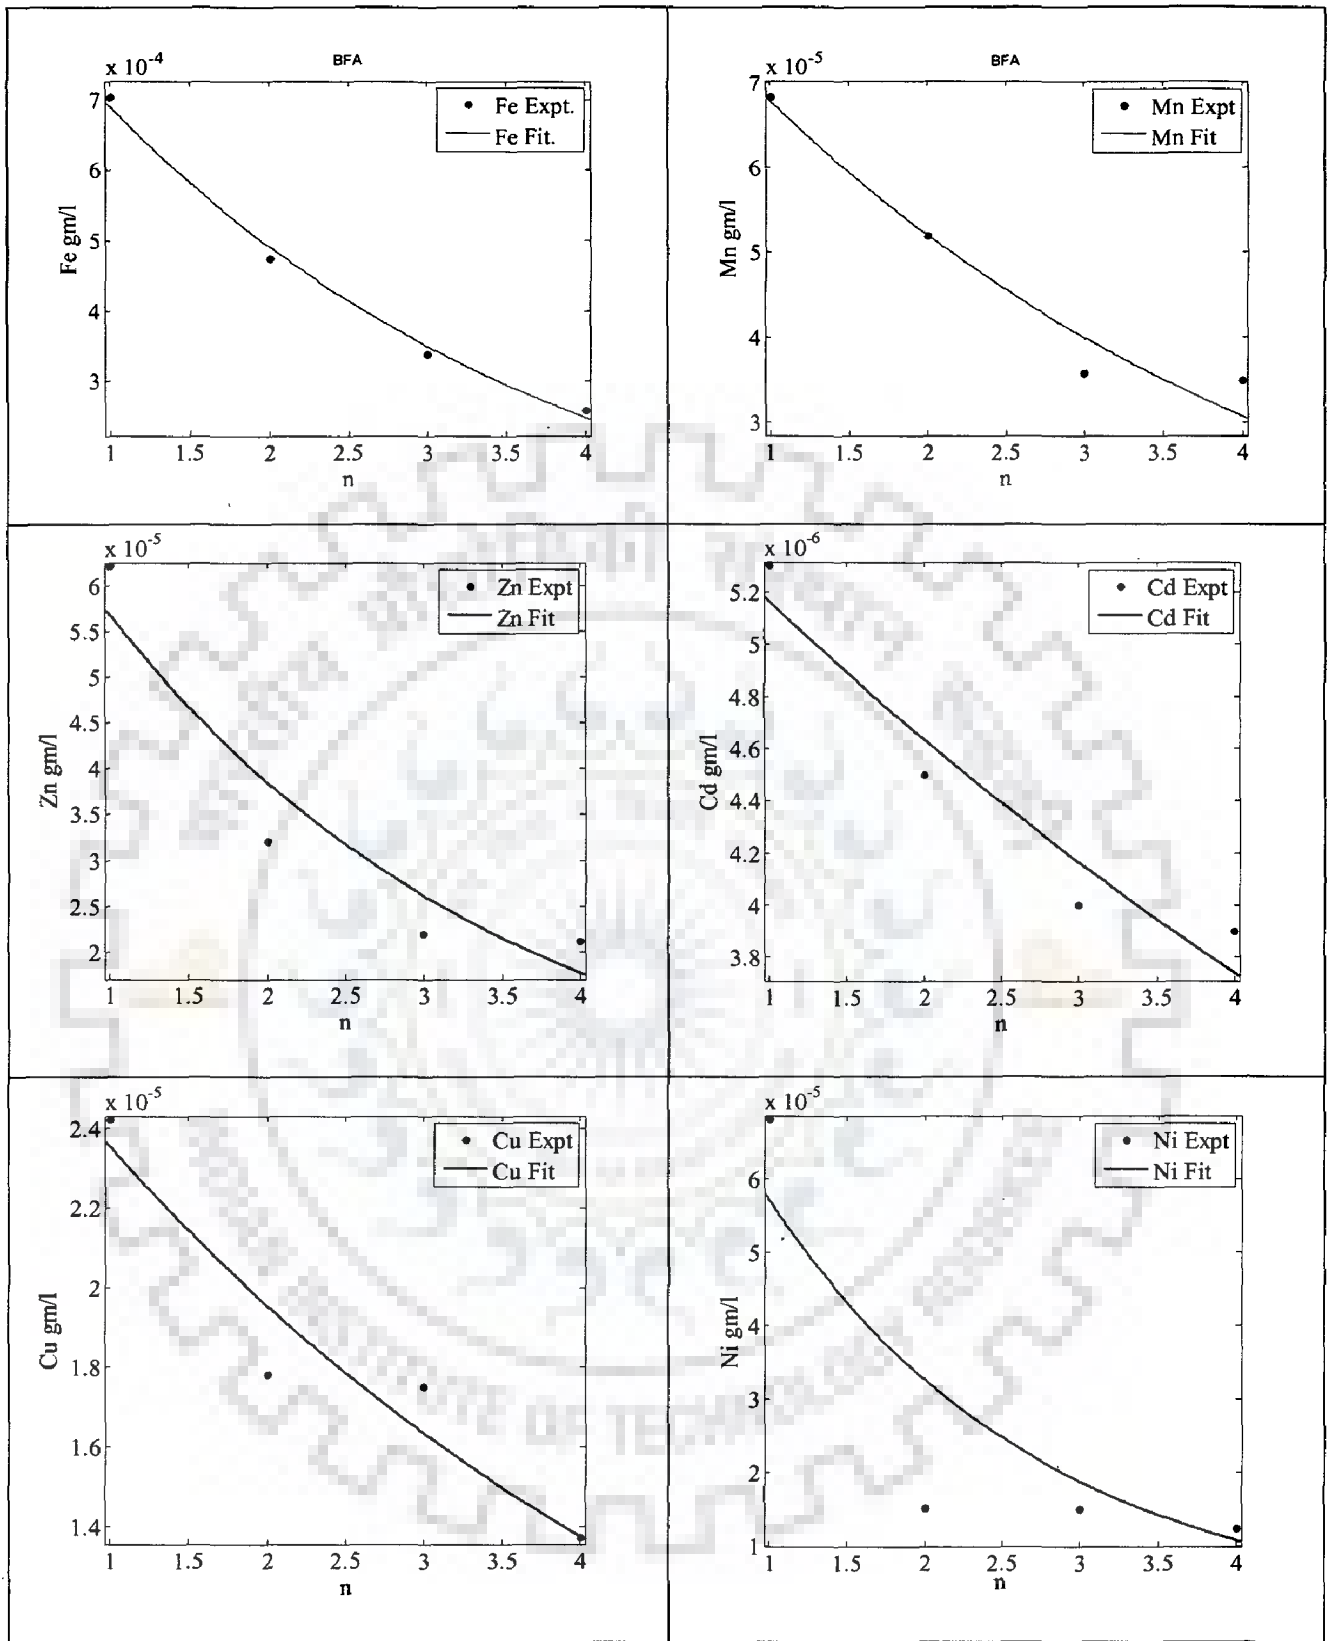 x 10-4
BFA
Fe Expt.
Fe Fit.
7
6
5
4
3
Fe gm/l
1 1.5 2 2.5 3 3.5 4
n
x 10-5
BFA
Mn Expt
Mn Fit
7
6
5
4
3
Mn gm/l
1 1.5 2 2.5 3 3.5 4
n
x 10-5
Zn Expt
Zn Fit
6
5.5
5
4.5
4
3.5
3
2.5
2
Zn gm/l
1 1.5 2 2.5 3 3.5 4
n
x 10-6
Cd Expt
Cd Fit
5.2
5
4.8
4.6
4.4
4.2
4
3.8
Cd gm/l
1 1.5 2 2.5 3 3.5 4
n
x 10-5
Cu Expt
Cu Fit
2.4
2.2
2
1.8
1.6
1.4
Cu gm/l
1 1.5 2 2.5 3 3.5 4
n
x 10-5
Ni Expt
Ni Fit
6
5
4
3
2
1
Ni gm/l
1 1.5 2 2.5 3 3.5 4
n